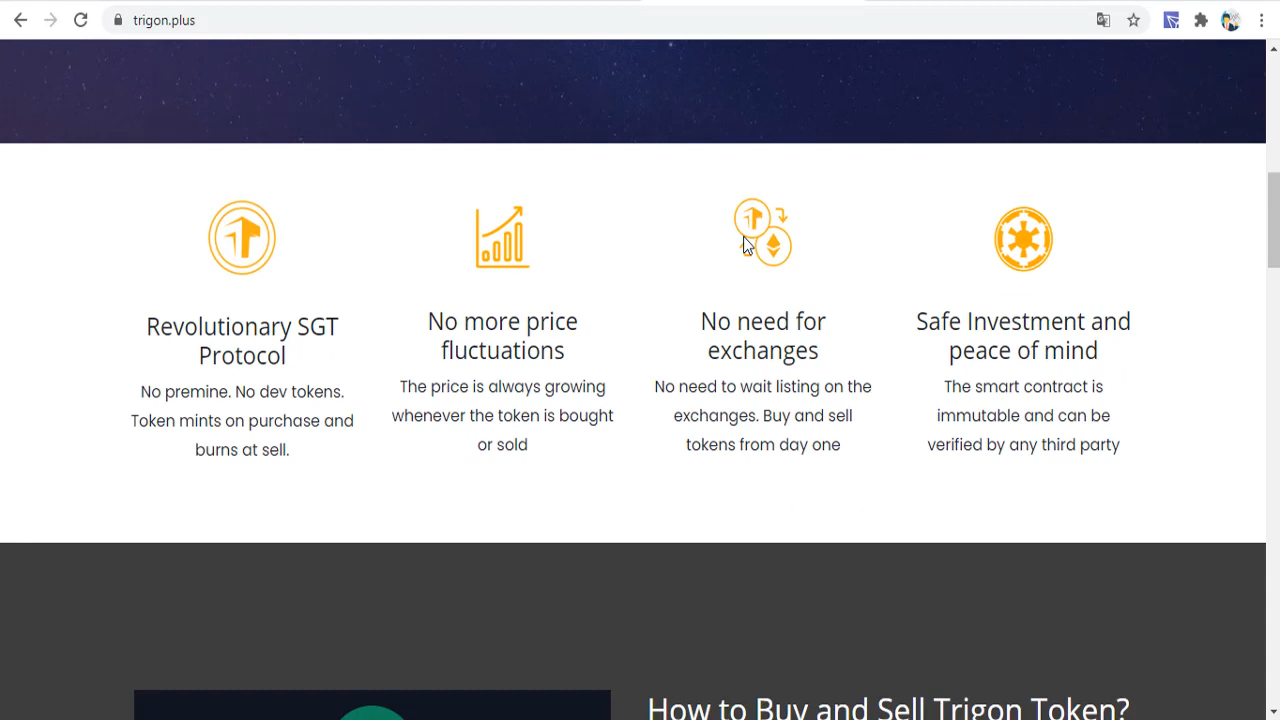 trigon.plus
Revolutionary SGT
Protocol
No premine. No dev tokens.
Token mints on purchase and
burns at sell.
No more price
fluctuations
The price is always growing
whenever the token is bought
or sold
No need for
exchanges
No need to wait listing on the
exchanges. Buy and sell
tokens from day one
Safe Investment and
peace of mind
The smart contract is
immutable and can be
verified by any third party
How to Buy and Sell Trigon Token?